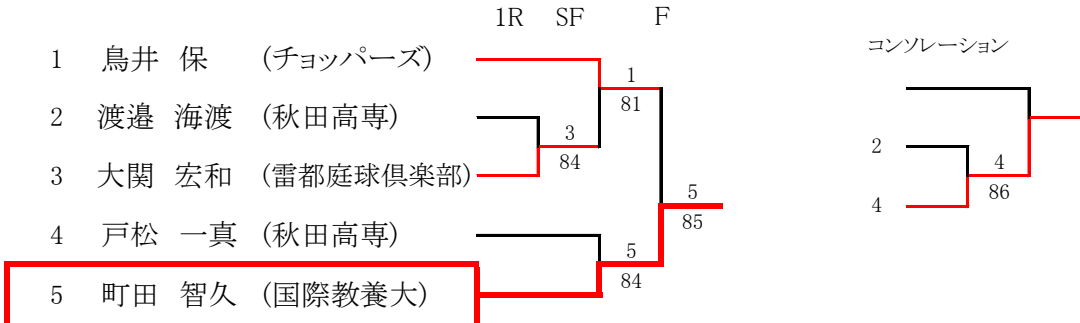 1R SF F
コンソレーション
1 鳥井 保 (チョッパーズ)
1
81
2 渡邉 海渡 (秋田高専)
3
84
2
4
86
3 大関 宏和 (雷都庭球倶楽部)
5
85
4
4 戸松 一真 (秋田高専)
5
84
5 町田 智久 (国際教養大)